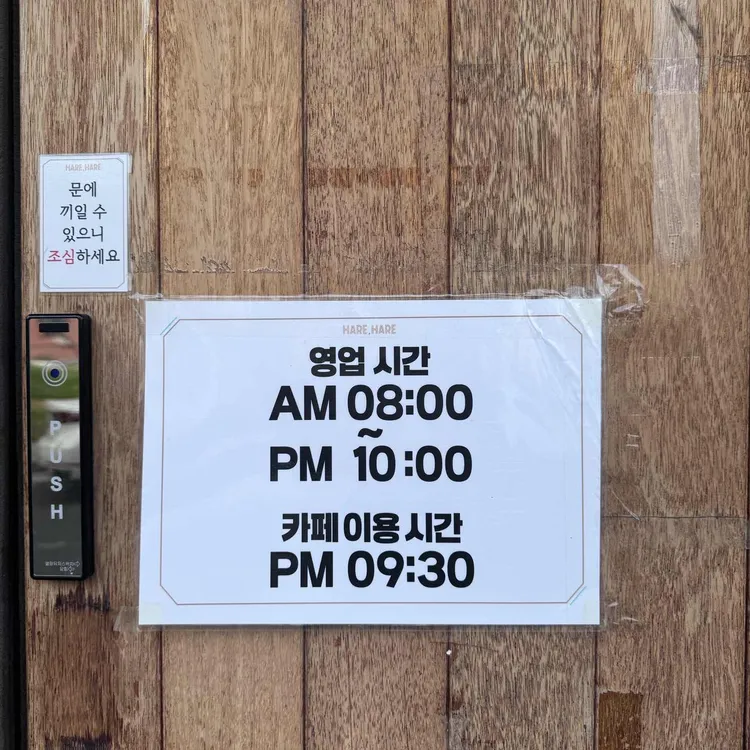 HARE,HARE
문에
끼일 수
있으니
조심하세요
PUSH
HARE,HARE
영업 시간
AM 08:00
~
PM 10:00
카페 이용 시간
PM 09:30